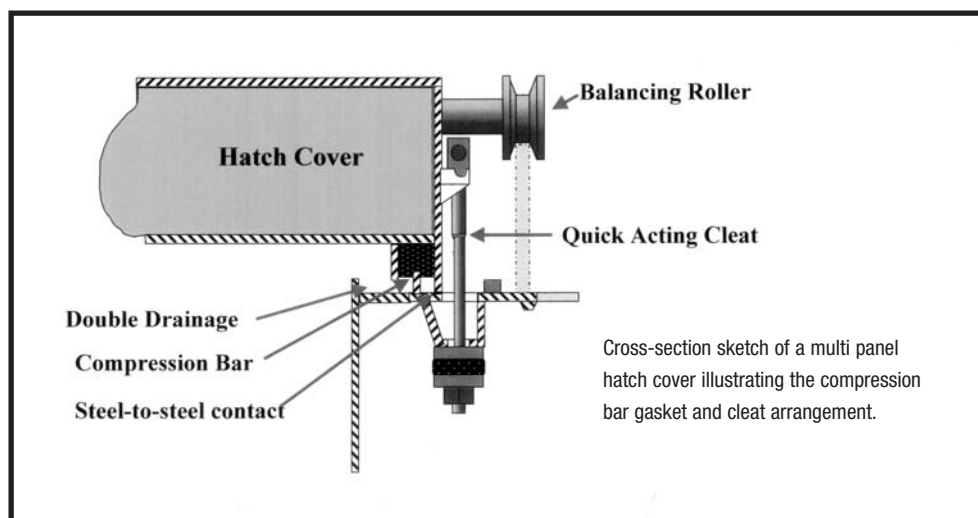 Balancing Roller
Hatch Cover
Quick Acting Cleat
Double Drainage
Compression Bar
Steel-to-steel contact
Cross-section sketch of a multi panel
hatch cover illustrating the compression
bar gasket and cleat arrangement.